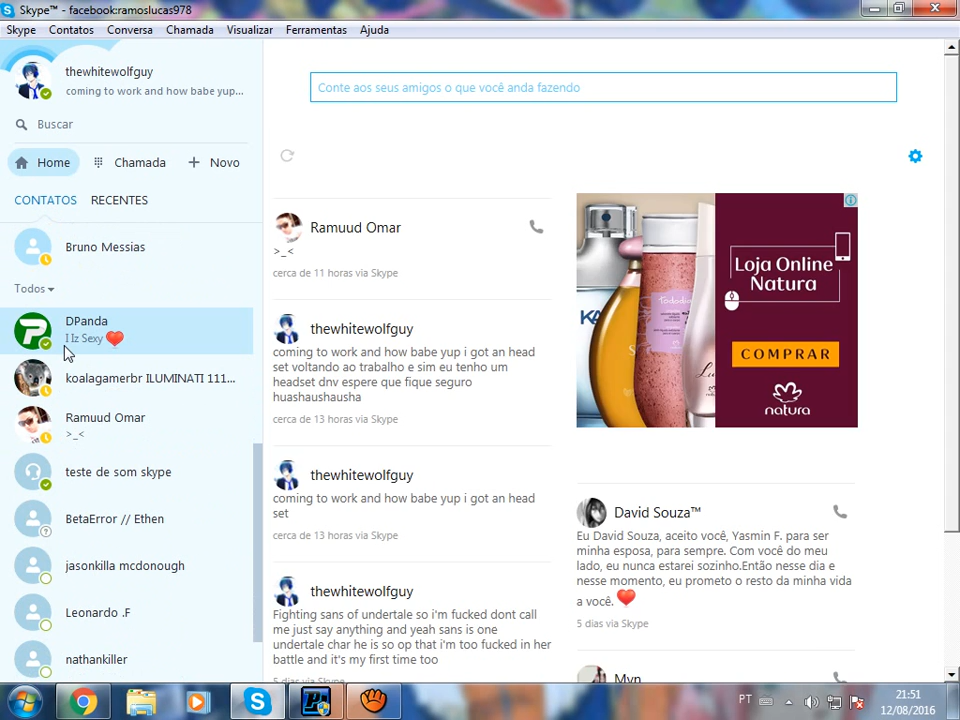 Skype™ - facebook:ramoslucas978
Skype Contatos Conversa Chamada Visualizar Ferramentas Ajuda
thewhitewolfguy
coming to work and how babe yup...
Buscar
Home Chamada Novo
CONTATOS RECENTES
Bruno Messias
Todos
DPanda
I Iz Sexy
koalagamerbr ILUMINATI 111...
Ramuud Omar
>_<
teste de som skype
BetaError // Ethen
jasonkilla mcdonough
Leonardo .F
nathankiller
Conte aos seus amigos o que você anda fazendo
Ramuud Omar
>_<
cerca de 11 horas via Skype
thewhitewolfguy
coming to work and how babe yup i got an head
set voltando ao trabalho e sim eu tenho um
headset dnv espere que fique seguro
huashaushausha
cerca de 13 horas via Skype
thewhitewolfguy
coming to work and how babe yup i got an head
set
cerca de 13 horas via Skype
thewhitewolfguy
Fighting sans of undertale so i'm fucked dont call
me just say anything and yeah sans is one
undertale char he is so op that i'm too fucked in her
battle and it's my first time too
5 dias via Skype
Loja Online
Natura
COMPRAR
natura
David Souza™
Eu David Souza, aceito você, Yasmin F. para ser
minha esposa, para sempre. Com você do meu
lado, eu nunca estarei sozinho.Então nesse dia e
nesse momento, eu prometo o resto da minha vida
a você.
5 dias via Skype
Myn
PT
21:51
12/08/2016